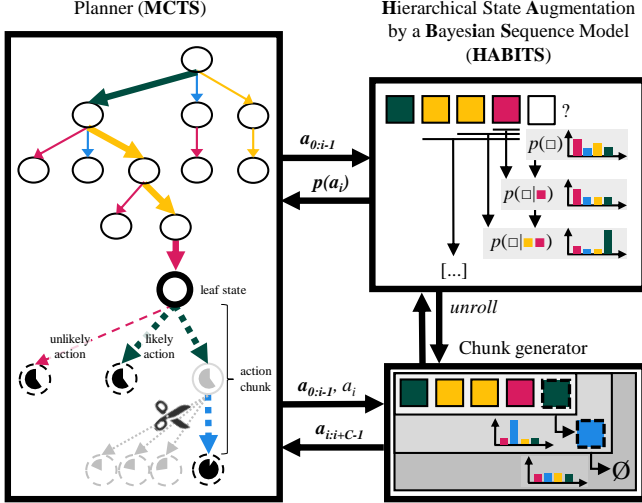 Planner (MCTS)
Hierarchical State Augmentation
by a Bayesian Sequence Model
(HABITS)
?
a0:i-1
p(ai)
p(□)
p(□|■)
p(□|■■)
[...]
leaf state
unlikely
action
likely
action
action
chunk
unroll
Chunk generator
a0:i-1, ai
ai:i+C-1
Ø